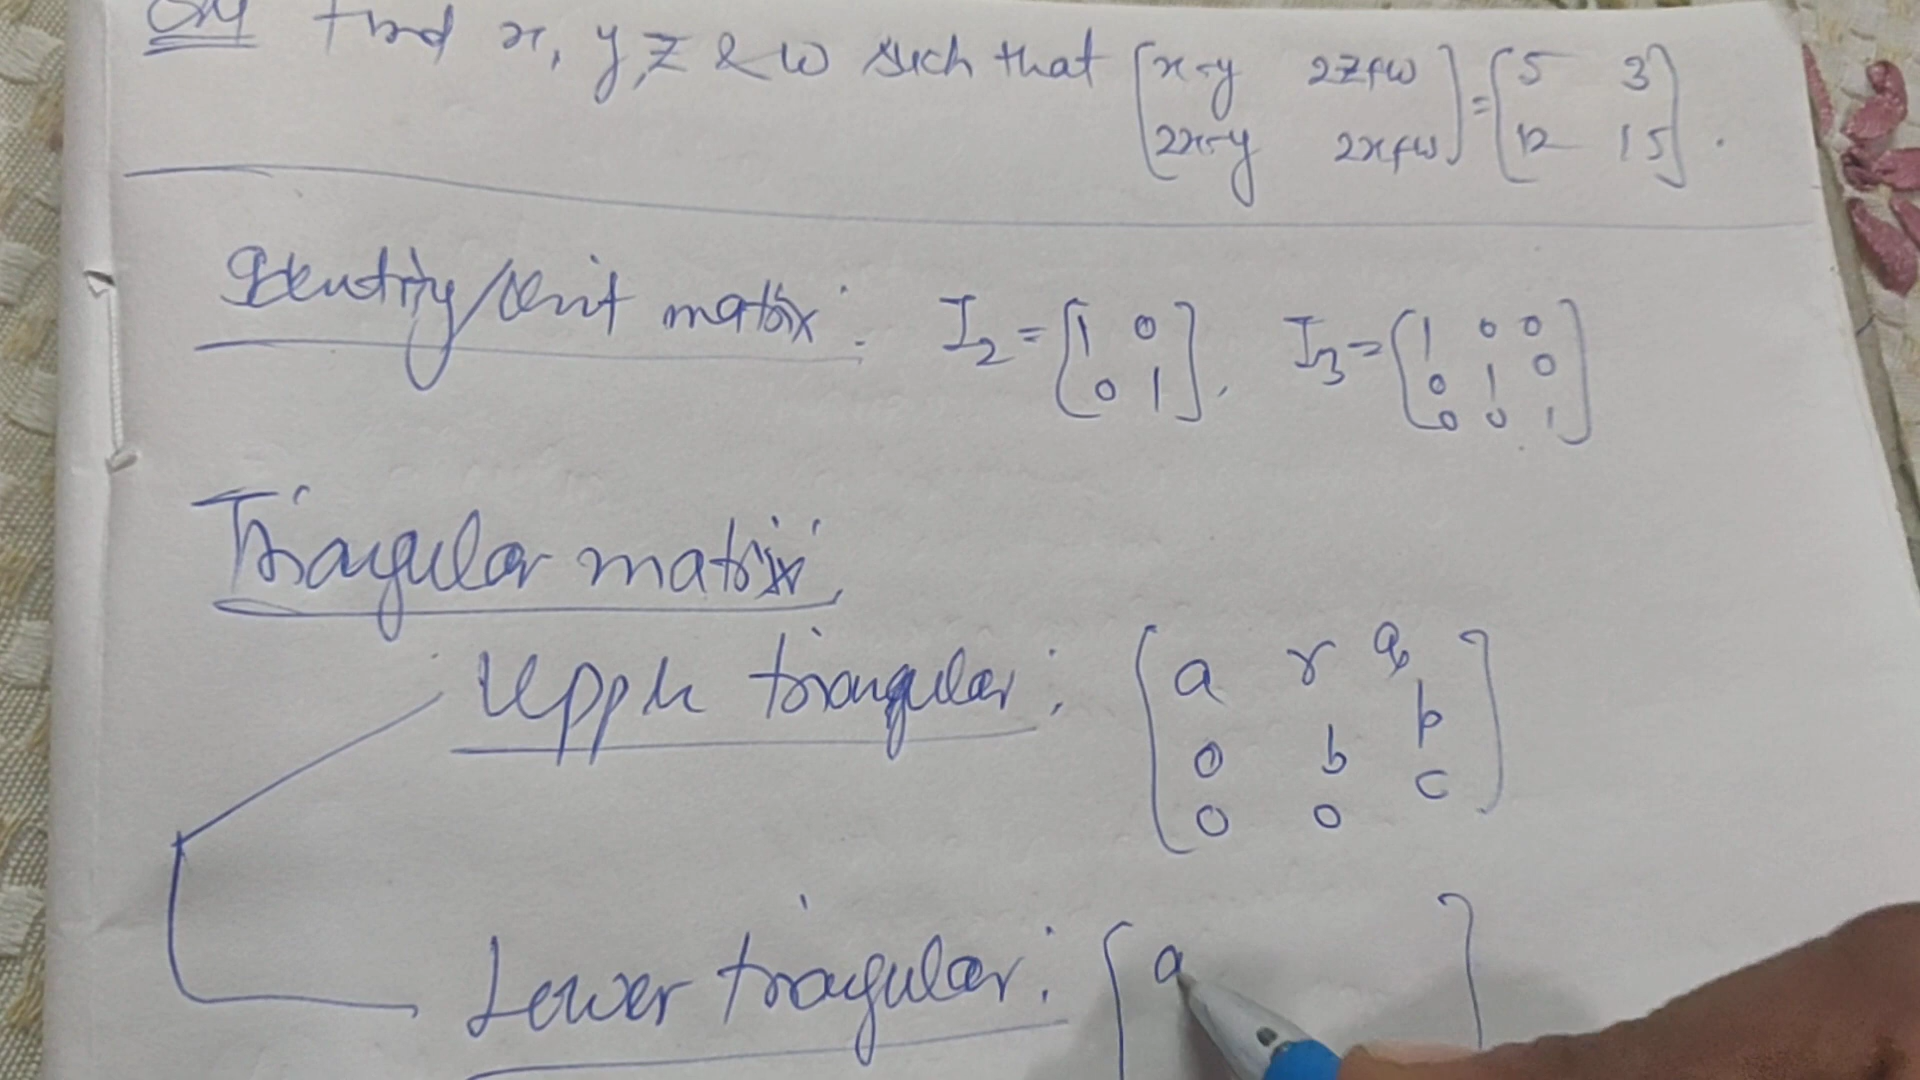 Find x, y, z & w such that [x-y 2z+w] = [5 3]
[2x-y 2x+w] [12 15].
Identity/Unit matrix: I2 = [1 0], I3 = [1 0 0]
[0 1] [0 1 0]
[0 0 1]
Triangular matrix
Upper triangular: [a r q]
[0 b p]
[0 0 c]
Lower triangular: [a ]